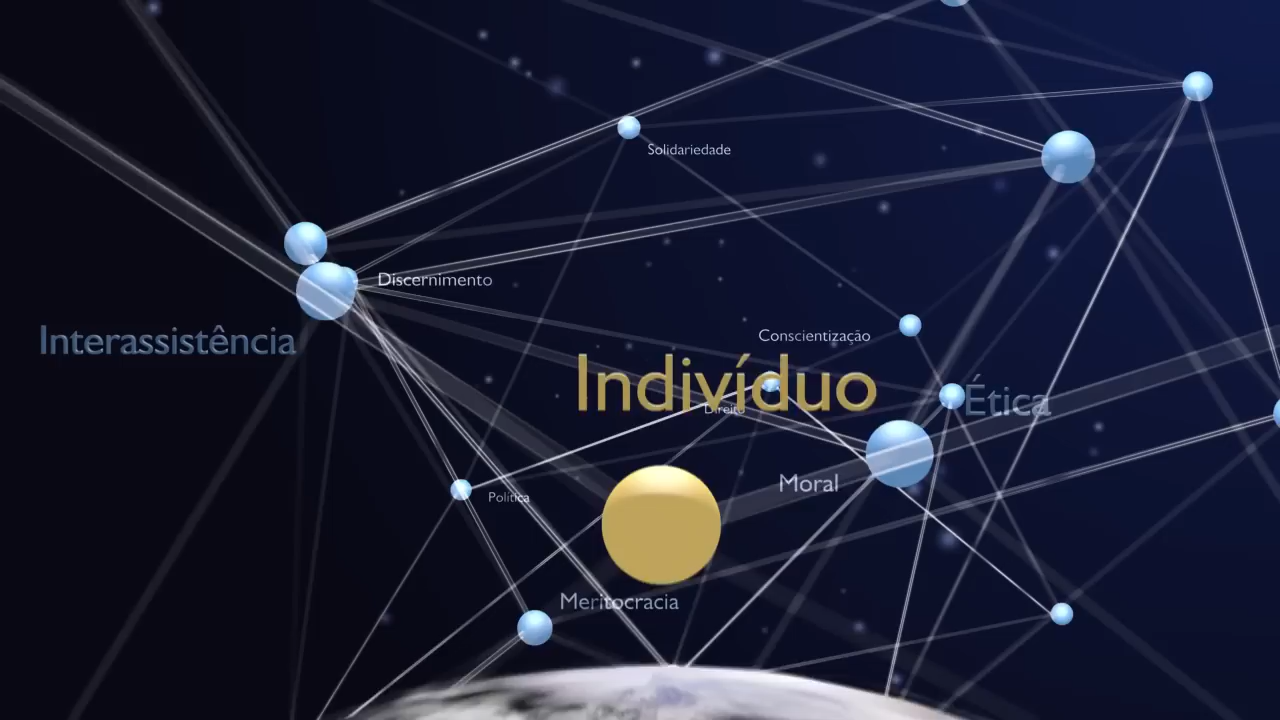 Solidariedade
Discernimento
Interassistência
Conscientização
Indivíduo
Direito
Ética
Moral
Política
Meritocracia